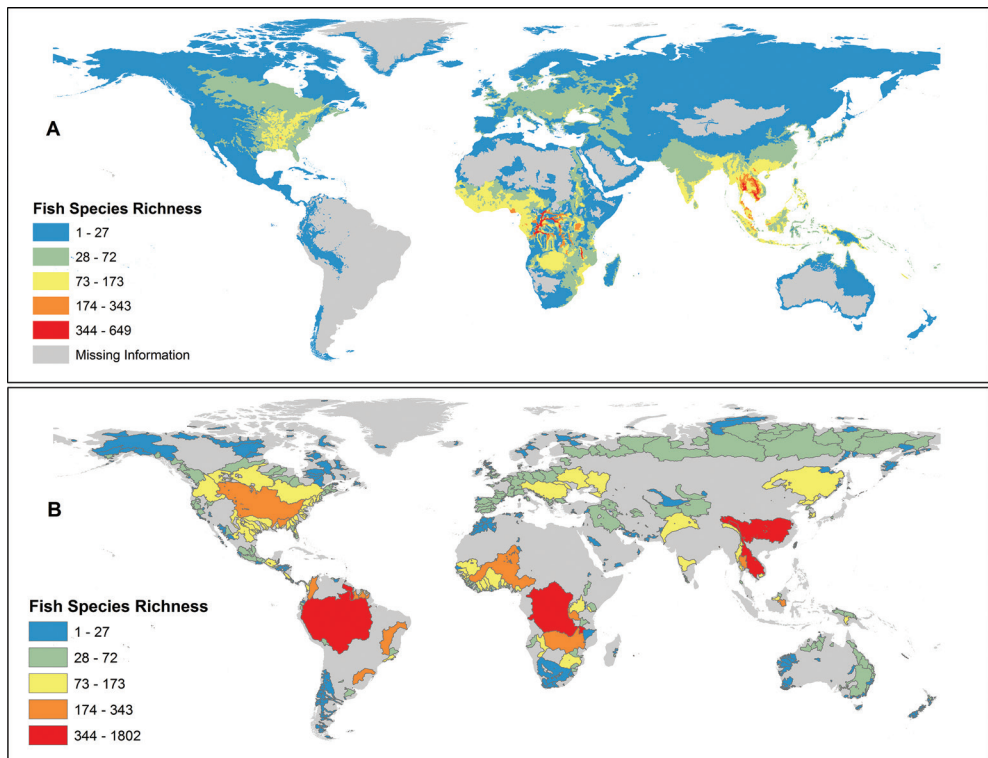 A
Fish Species Richness
1 - 27
28 - 72
73 - 173
174 - 343
344 - 649
Missing Information
B
Fish Species Richness
1 - 27
28 - 72
73 - 173
174 - 343
344 - 1802